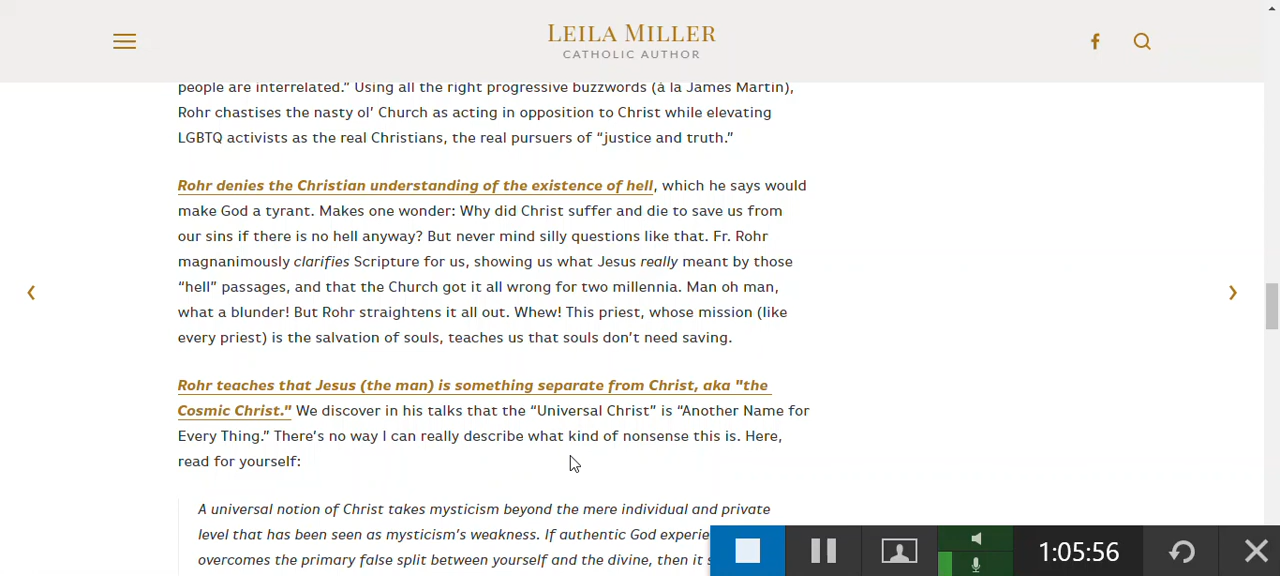 LEILA MILLER
CATHOLIC AUTHOR
people are interrelated.” Using all the right progressive buzzwords (à la James Martin),
Rohr chastises the nasty ol’ Church as acting in opposition to Christ while elevating
LGBTQ activists as the real Christians, the real pursuers of “justice and truth.”
Rohr denies the Christian understanding of the existence of hell, which he says would
make God a tyrant. Makes one wonder: Why did Christ suffer and die to save us from
our sins if there is no hell anyway? But never mind silly questions like that. Fr. Rohr
magnanimously clarifies Scripture for us, showing us what Jesus really meant by those
“hell” passages, and that the Church got it all wrong for two millennia. Man oh man,
what a blunder! But Rohr straightens it all out. Whew! This priest, whose mission (like
every priest) is the salvation of souls, teaches us that souls don’t need saving.
Rohr teaches that Jesus (the man) is something separate from Christ, aka "the
Cosmic Christ." We discover in his talks that the “Universal Christ” is “Another Name for
Every Thing.” There’s no way I can really describe what kind of nonsense this is. Here,
read for yourself:
A universal notion of Christ takes mysticism beyond the mere individual and private
level that has been seen as mysticism’s weakness. If authentic God
overcomes the primary false split between yourself and the divine, then it
1:05:56